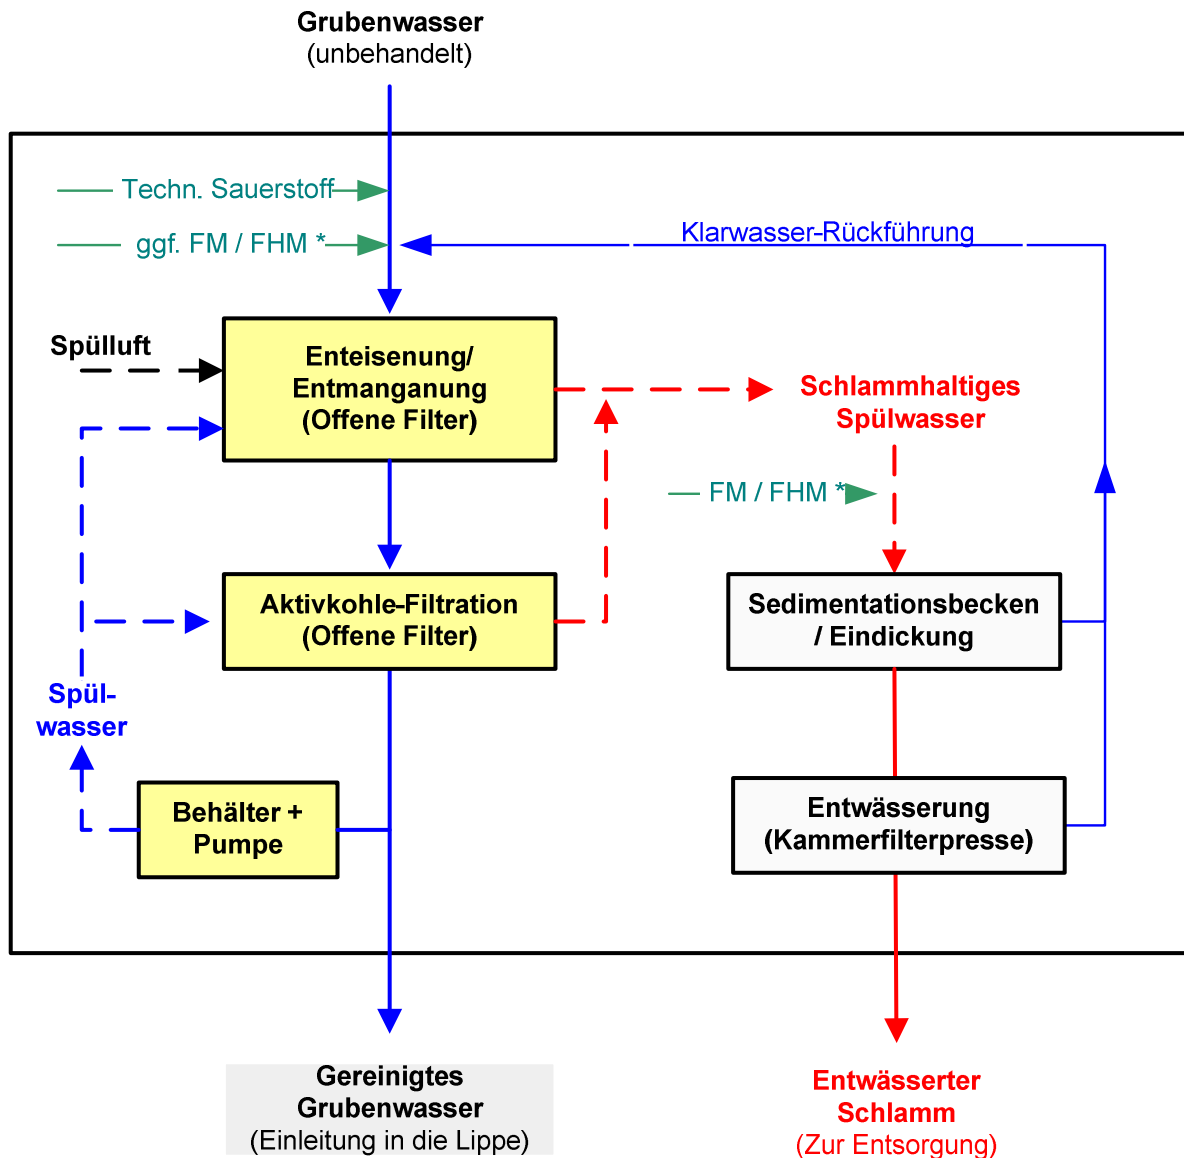 Grubenwasser
(unbehandelt)
Techn. Sauerstoff
ggf. FM / FHM *
Klarwasser-Rückführung
Spülluft
Enteisenung/
Entmanganung
(Offene Filter)
Schlammhaltiges
Spülwasser
FM / FHM *
Aktivkohle-Filtration
(Offene Filter)
Sedimentationsbecken
/ Eindickung
Spül-
wasser
Behälter +
Pumpe
Entwässerung
(Kammerfilterpresse)
Gereinigtes
Grubenwasser
(Einleitung in die Lippe)
Entwässerter
Schlamm
(Zur Entsorgung)